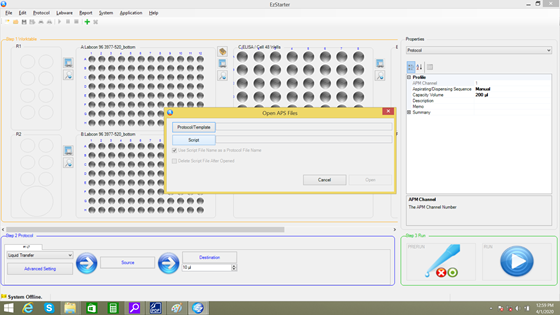 EzStarter
File Edit Protocol Labware Report System Application Help
Step 1 Worktable
R1
A:Labcon 96 3977-520_bottom
C:ELISA / Cell 48 Wells
R2
B:Labcon 96 3977-520_bottom
Open APS Files
Protocol/Template
Script
Use Script File Name as a Protocol File Name
Delete Script File After Opened
Cancel
Open
Properties
Protocol
Profile
APM Channel 1
Aspirating/Dispensing Sequence Manual
Capacity Volume 200 µl
Description
Memo
Summary
APM Channel
The APM Channel Number
Step 2 Protocol
Liquid Transfer
Advanced Setting
Source
Destination
10 µl
Step 3 Run
PREVIEW
RUN
System Offline.
12:59 PM
4/1/2020